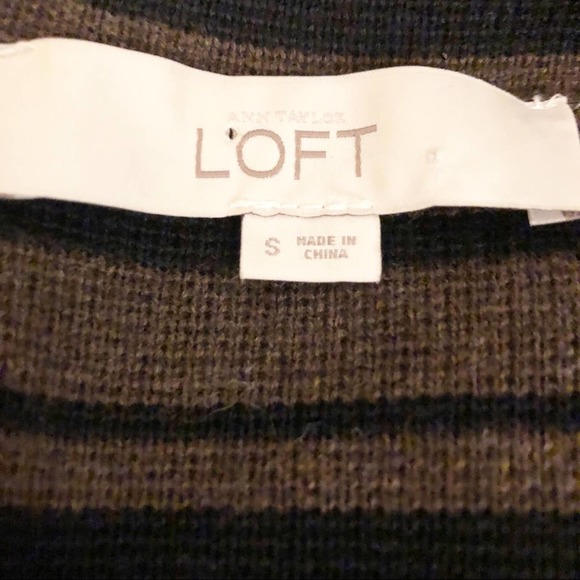 ANN TAYLOR
LOFT
S
MADE IN
CHINA